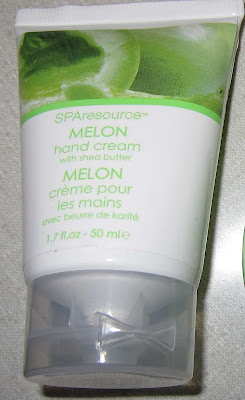 SPAresource™
MELON
hand cream
with shea butter
MELON
crème pour
les mains
avec beurre de karité
1,7 fl.oz - 50 ml℮